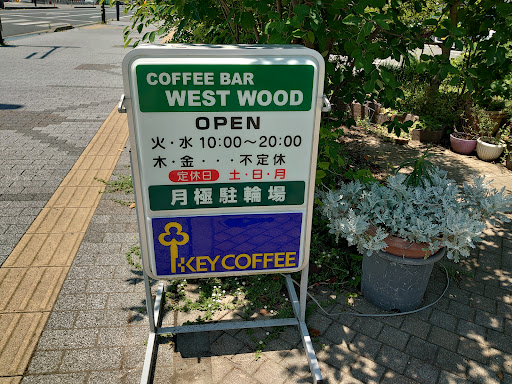 COFFEE BAR
WEST WOOD
OPEN
火・水 10:00～20:00
木・金・・・不定休
定休日 土・日・月
月極駐輪場
KEY COFFEE